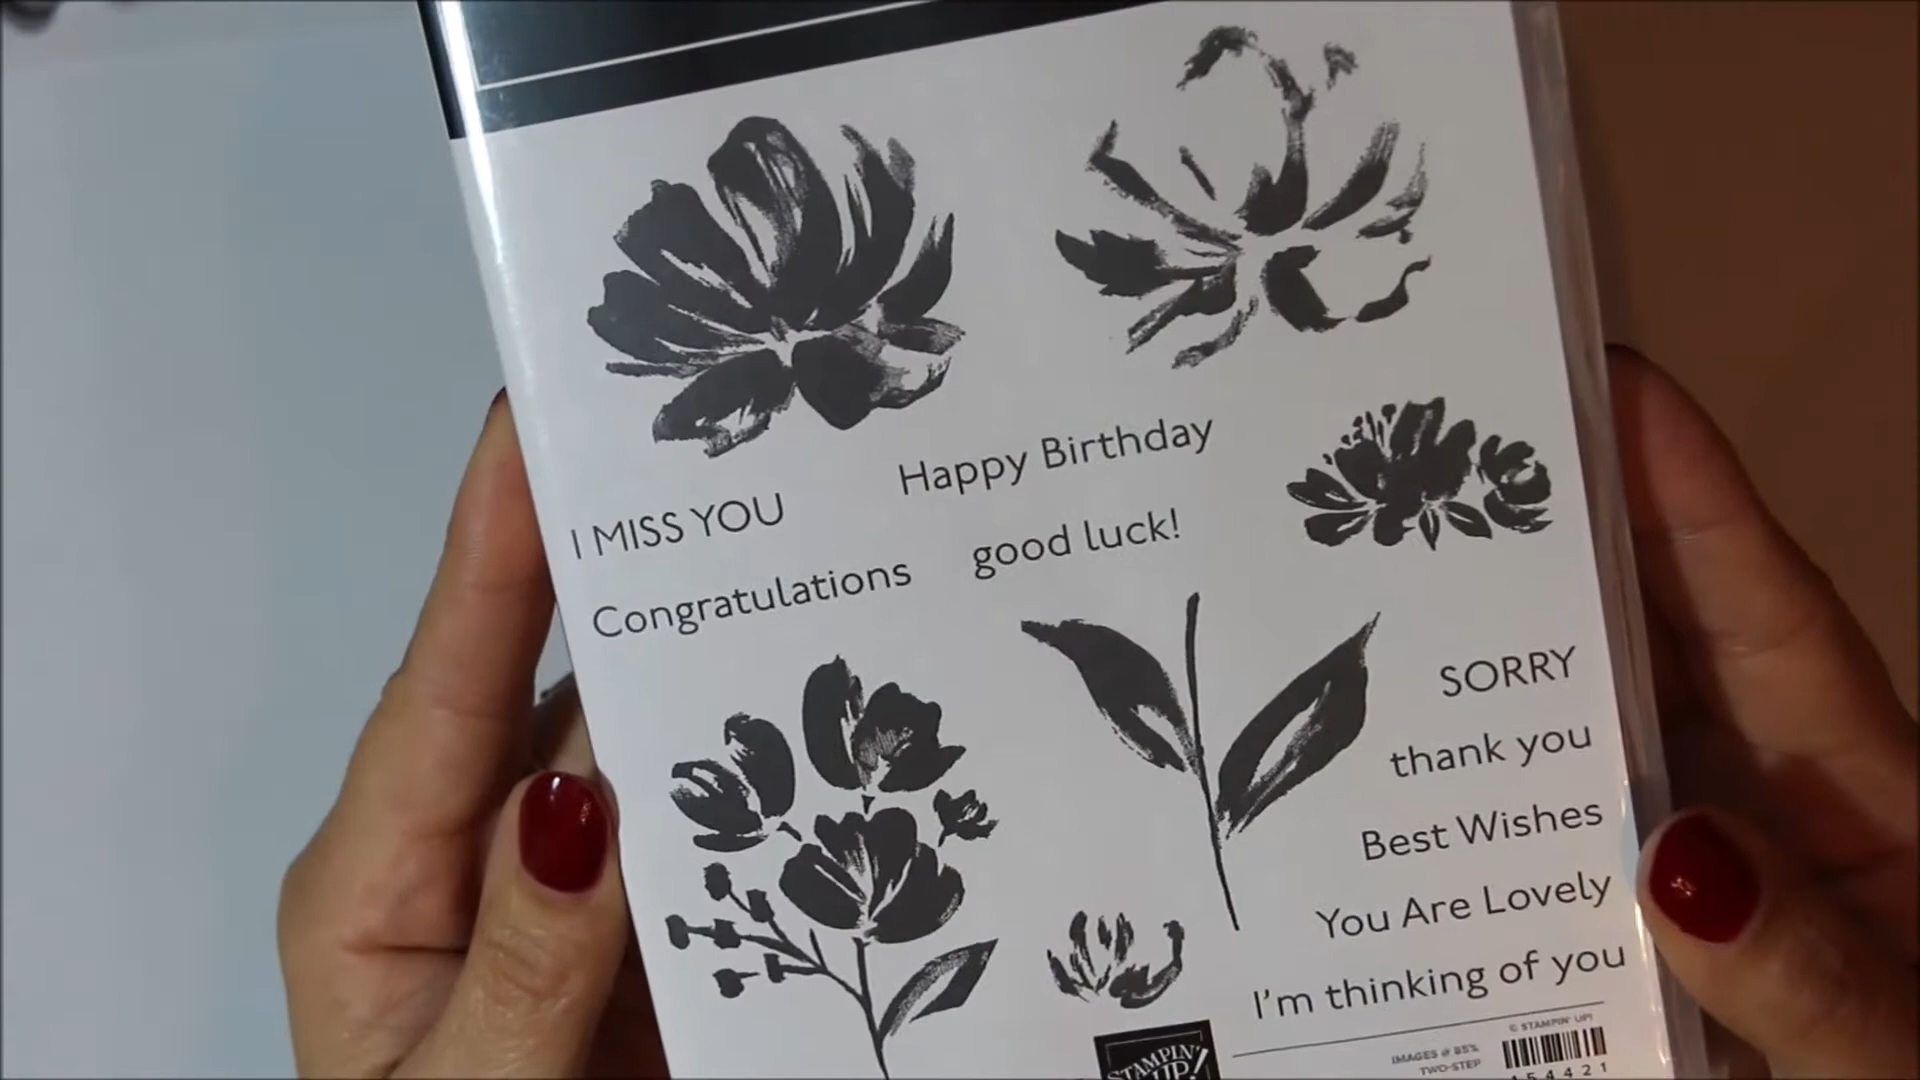 Happy Birthday
I MISS YOU
good luck!
Congratulations
SORRY
thank you
Best Wishes
You Are Lovely
I'm thinking of you
© STAMPIN' UP!
IMAGES @ 85%
TWO-STEP
STAMPIN'
UP!
154421